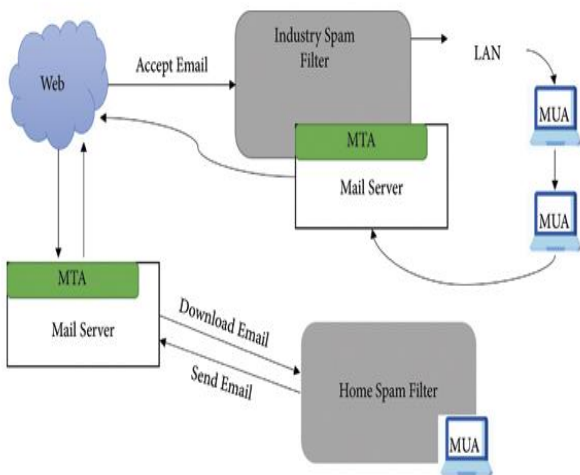 Industry Spam
Filter
LAN
Web
Accept Email
MUA
MTA
Mail Server
MUA
MTA
Mail Server
Download Email
Send Email
Home Spam Filter
MUA